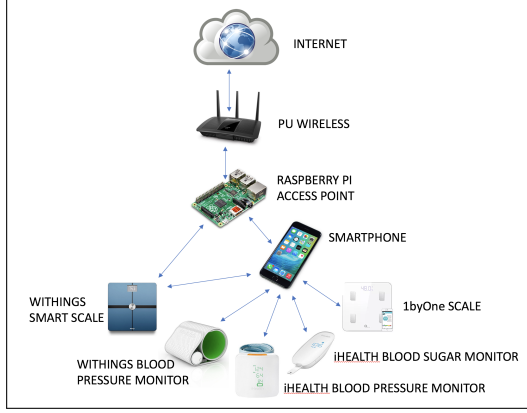 INTERNET
PU WIRELESS
RASPBERRY PI
ACCESS POINT
SMARTPHONE
WITHINGS
SMART SCALE
1byOne SCALE
WITHINGS BLOOD
PRESSURE MONITOR
iHEALTH BLOOD SUGAR MONITOR
iHEALTH BLOOD PRESSURE MONITOR